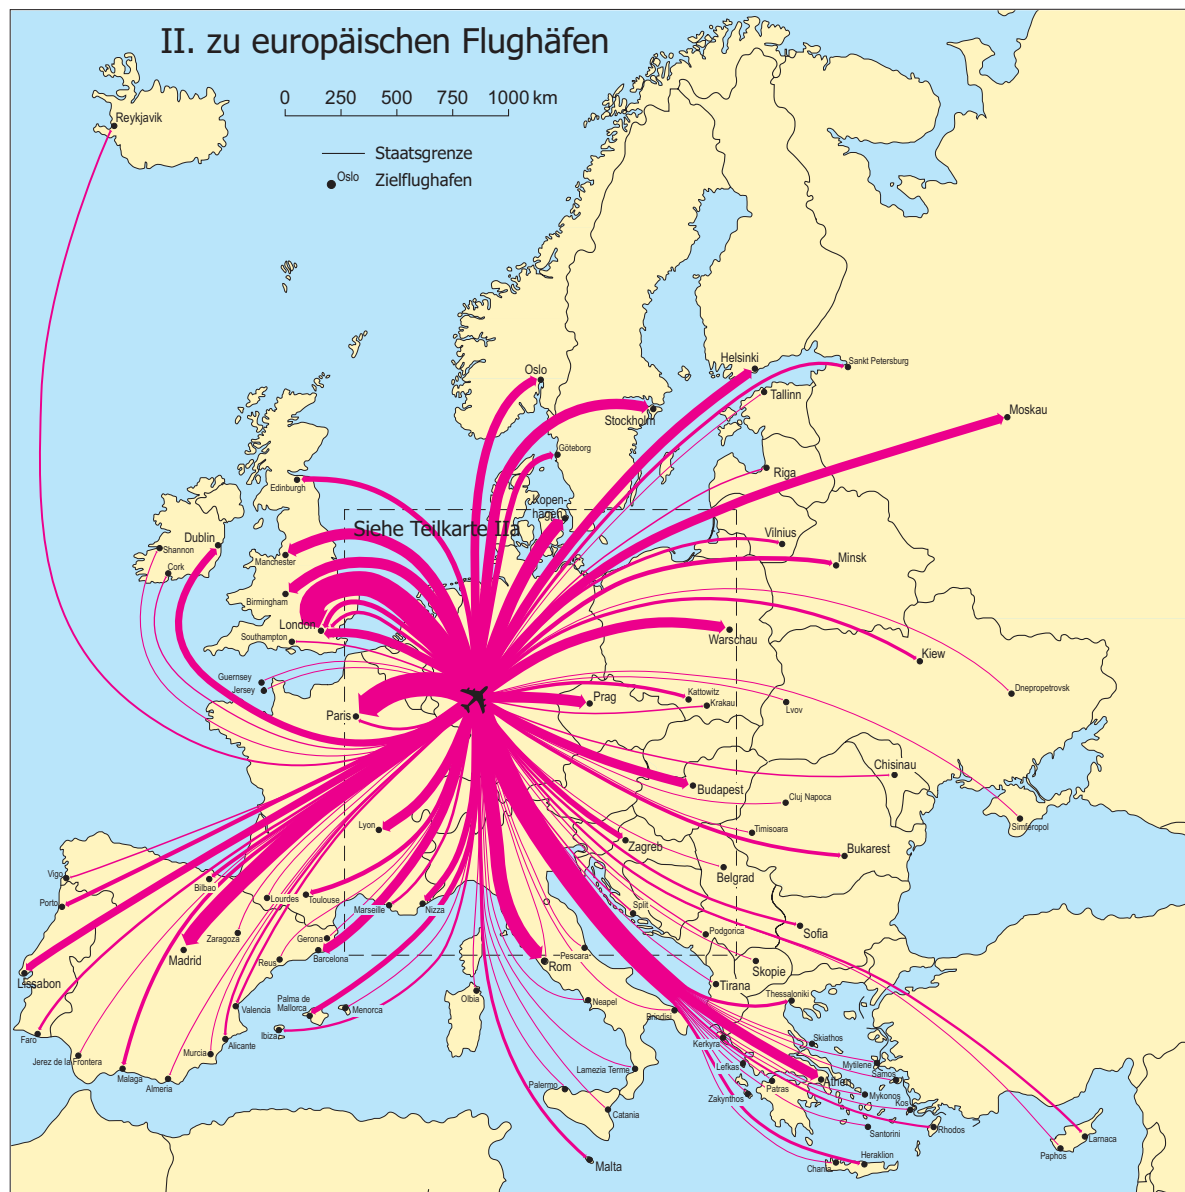 II. zu europäischen Flughäfen
0 250 500 750 1000 km
Staatsgrenze
Oslo Zielflughafen
Reykjavik
Oslo
Helsinki
Sankt Petersburg
Tallinn
Stockholm
Moskau
Göteborg
Riga
Edinburgh
Kopen-
hagen
Siehe Teilkarte IIa
Dublin
Shannon
Cork
Manchester
Vilnius
Minsk
Birmingham
London
Southampton
Warschau
Kiew
Guernsey
Jersey
Paris
Prag
Kattowitz
Krakau
Lvov
Dnepropetrovsk
Chisinau
Budapest
Cluj Napoca
Simferopol
Lyon
Zagreb
Timisoara
Bukarest
Belgrad
Vigo
Bilbao
Porto
Lourdes
Toulouse
Marseille
Nizza
Split
Zaragoza
Gerona
Podgorica
Sofia
Madrid
Barcelona
Reus
Pescara
Rom
Skopie
Lissabon
Tirana
Olbia
Thessaloniki
Palma de
Mallorca
Menorca
Neapel
Valencia
Brindisi
Ibiza
Faro
Alicante
Kerkyra
Skiathos
Murcia
Jerez de la Frontera
Malaga
Almeria
Lefkas
Mytilene
Samos
Lamezia Terme
Athen
Palermo
Patras
Zakynthos
Mykonos
Kos
Catania
Santorini
Rhodos
Larnaca
Paphos
Malta
Heraklion
Chania